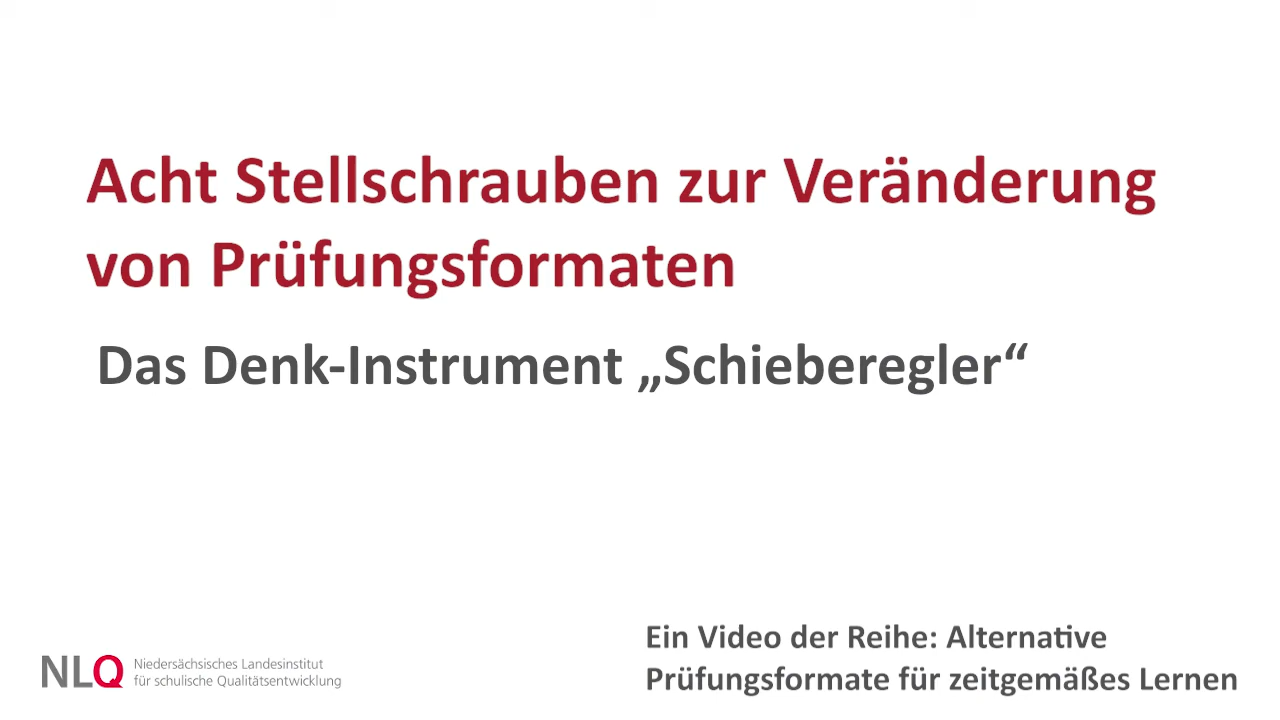 Acht Stellschrauben zur Veränderung
von Prüfungsformaten
Das Denk-Instrument „Schieberegler“
Ein Video der Reihe: Alternative
Prüfungsformate für zeitgemäßes Lernen
NLQ
Niedersächsisches Landesinstitut
für schulische Qualitätsentwicklung